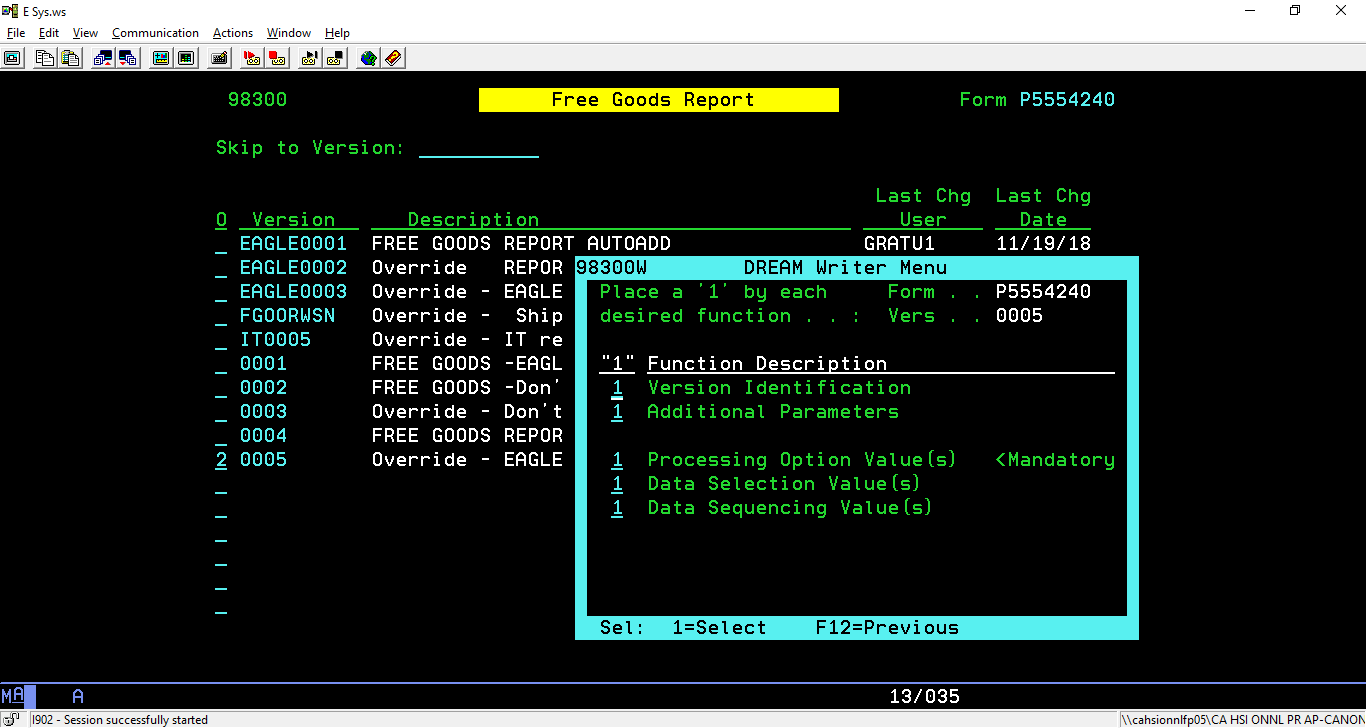 E Sys.ws
File Edit View Communication Actions Window Help
98300 Free Goods Report Form P5554240
Skip to Version:
Last Chg Last Chg
O Version Description User Date
EAGLE0001 FREE GOODS REPORT AUTOADD GRATU1 11/19/18
EAGLE0002 Override REPOR
EAGLE0003 Override - EAGLE
FGOORWSN Override - Ship
IT0005 Override - IT re
0001 FREE GOODS -EAGL
0002 FREE GOODS -Don'
0003 Override - Don't
0004 FREE GOODS REPOR
2 0005 Override - EAGLE
98300W DREAM Writer Menu
Place a '1' by each Form . . P5554240
desired function . . : Vers . . 0005
"1" Function Description
1 Version Identification
1 Additional Parameters
1 Processing Option Value(s) <Mandatory
1 Data Selection Value(s)
1 Data Sequencing Value(s)
Sel: 1=Select F12=Previous
MA A 13/035
I902 - Session successfully started \\cahsionnlfp05\CA HSI ONNL PR AP-CANON